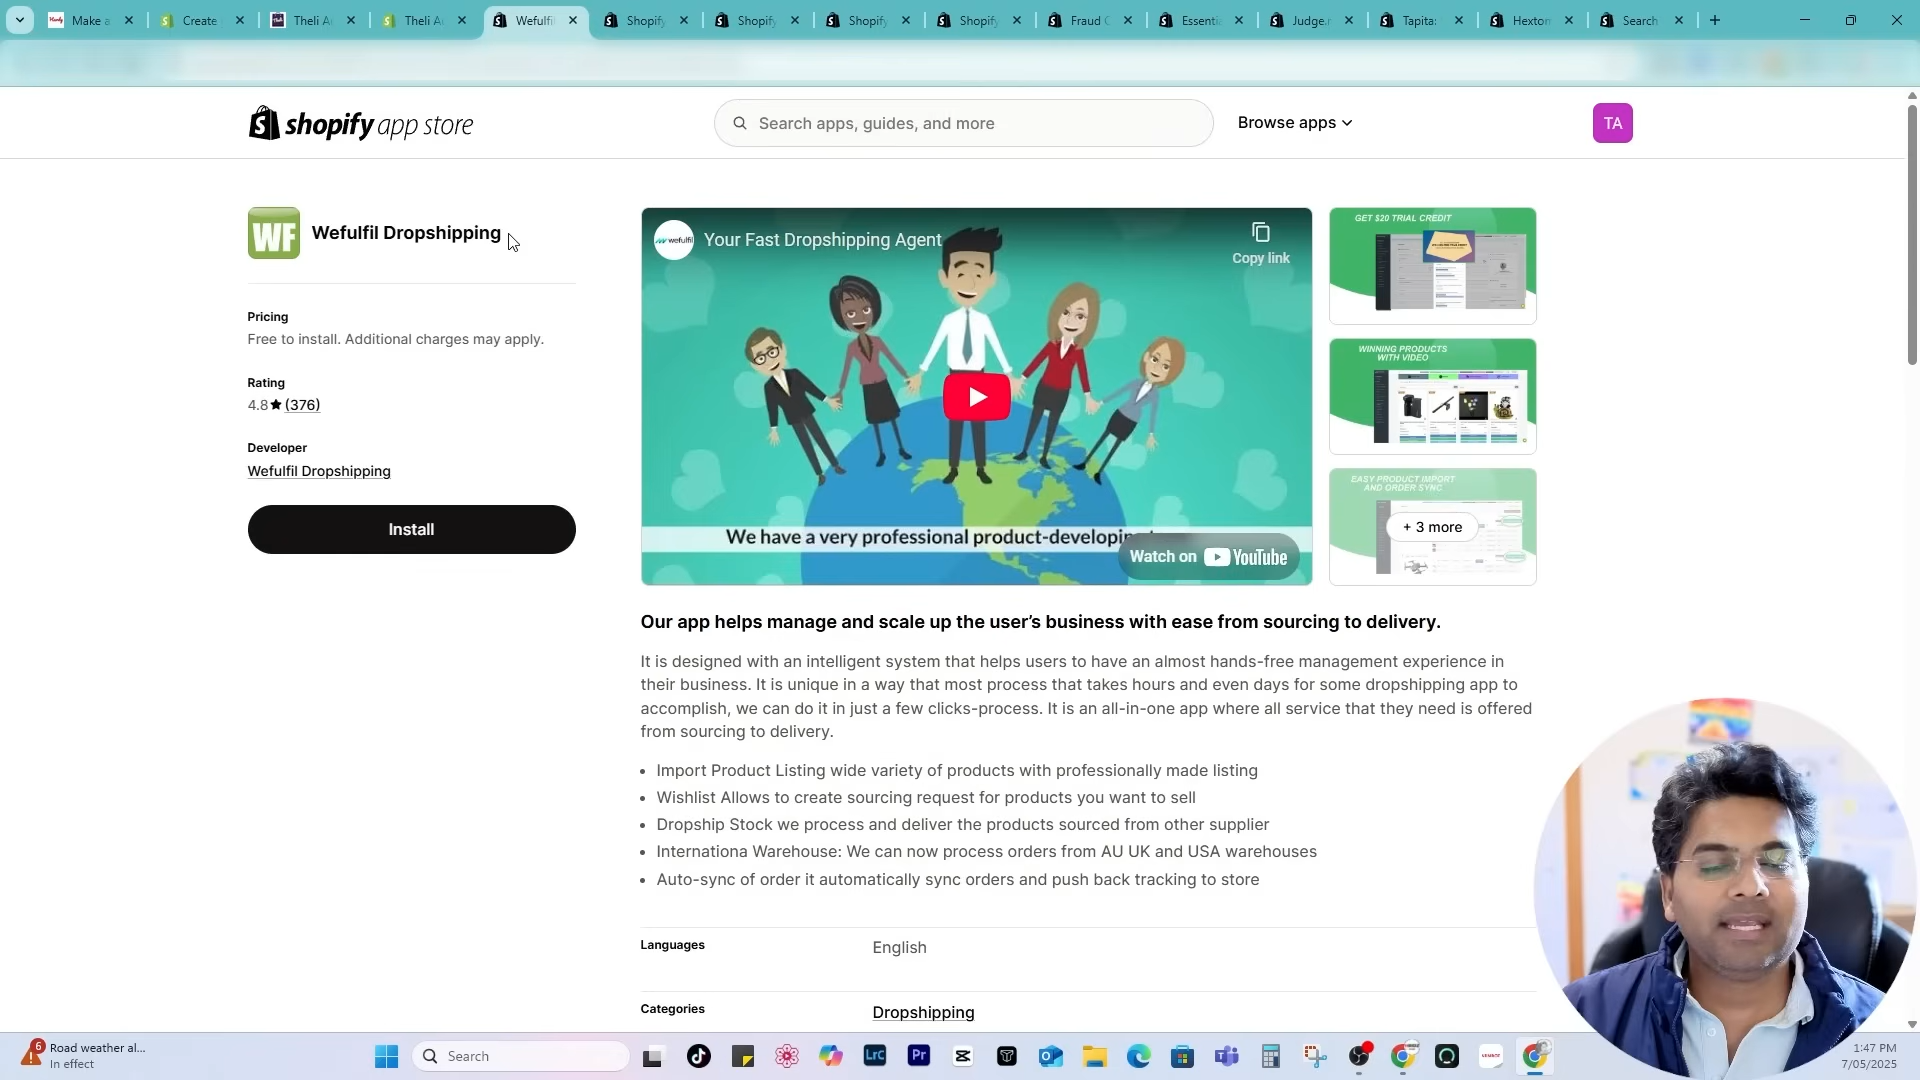 Make a
Create
Theli Ar
Theli Ac
Wefulfil
Shopify
Shopify
Shopify
Shopify
Fraud C
Essentia
Judge.m
Tapita:
Hextom
Search
shopify app store
Search apps, guides, and more
Browse apps
TA
WF
Wefulfil Dropshipping
Pricing
Free to install. Additional charges may apply.
Rating
4.8★ (376)
Developer
Wefulfil Dropshipping
Install
wefulfil
Your Fast Dropshipping Agent
Copy link
We have a very professional product-developing
Watch on YouTube
GET $20 TRIAL CREDIT
WINNING PRODUCTS
WITH VIDEO
EASY PRODUCT IMPORT
AND ORDER SYNC
+ 3 more
Our app helps manage and scale up the user’s business with ease from sourcing to delivery.
It is designed with an intelligent system that helps users to have an almost hands-free management experience in
their business. It is unique in a way that most process that takes hours and even days for some dropshipping app to
accomplish, we can do it in just a few clicks-process. It is an all-in-one app where all service that they need is offered
from sourcing to delivery.
• Import Product Listing wide variety of products with professionally made listing
• Wishlist Allows to create sourcing request for products you want to sell
• Dropship Stock we process and deliver the products sourced from other supplier
• Internationa Warehouse: We can now process orders from AU UK and USA warehouses
• Auto-sync of order it automatically sync orders and push back tracking to store
Languages
English
Categories
Dropshipping
6
Road weather al...
In effect
Search
LrC
Pr
1:47 PM
7/05/2025